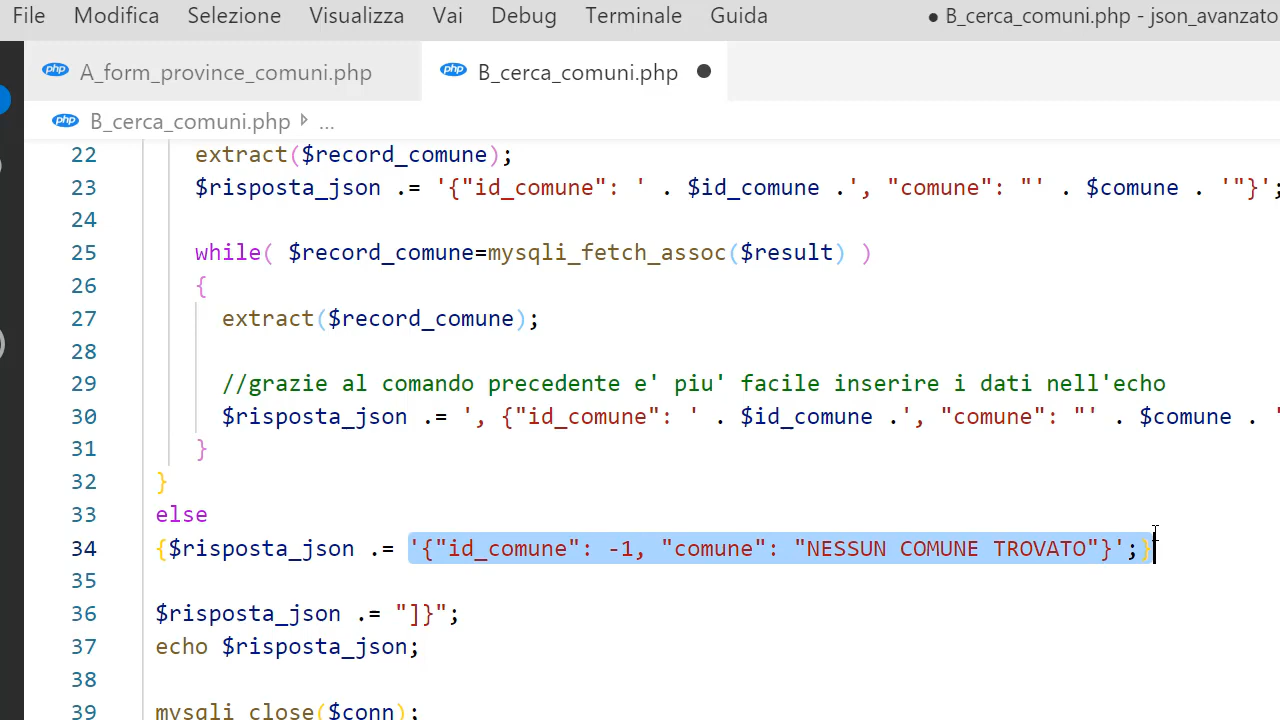 File Modifica Selezione Visualizza Vai Debug Terminale Guida ● B_cerca_comuni.php - json_avanzato
php A_form_province_comuni.php php B_cerca_comuni.php ●
php B_cerca_comuni.php ...
22 extract($record_comune);
23 $risposta_json .= '{"id_comune": ' . $id_comune .', "comune": "' . $comune . '"}';
24
25 while( $record_comune=mysqli_fetch_assoc($result) )
26 {
27 extract($record_comune);
28
29 //grazie al comando precedente e' piu' facile inserire i dati nell'echo
30 $risposta_json .= ', {"id_comune": ' . $id_comune .', "comune": "' . $comune . '
31 }
32 }
33 else
34 {$risposta_json .= '{"id_comune": -1, "comune": "NESSUN COMUNE TROVATO"}';}
35
36 $risposta_json .= "]}";
37 echo $risposta_json;
38
39 mysqli_close($conn);